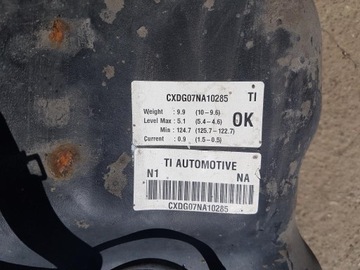 CXDG07NA10285 TI
Weight : 9.9 (10-9.6)
Level Max : 5.1 (5.4-4.6) OK
Min : 124.7 (125.7-122.7)
Current : 0.9 (1.5-0.5)
TI AUTOMOTIVE
N1 NA
CXDG07NA10285